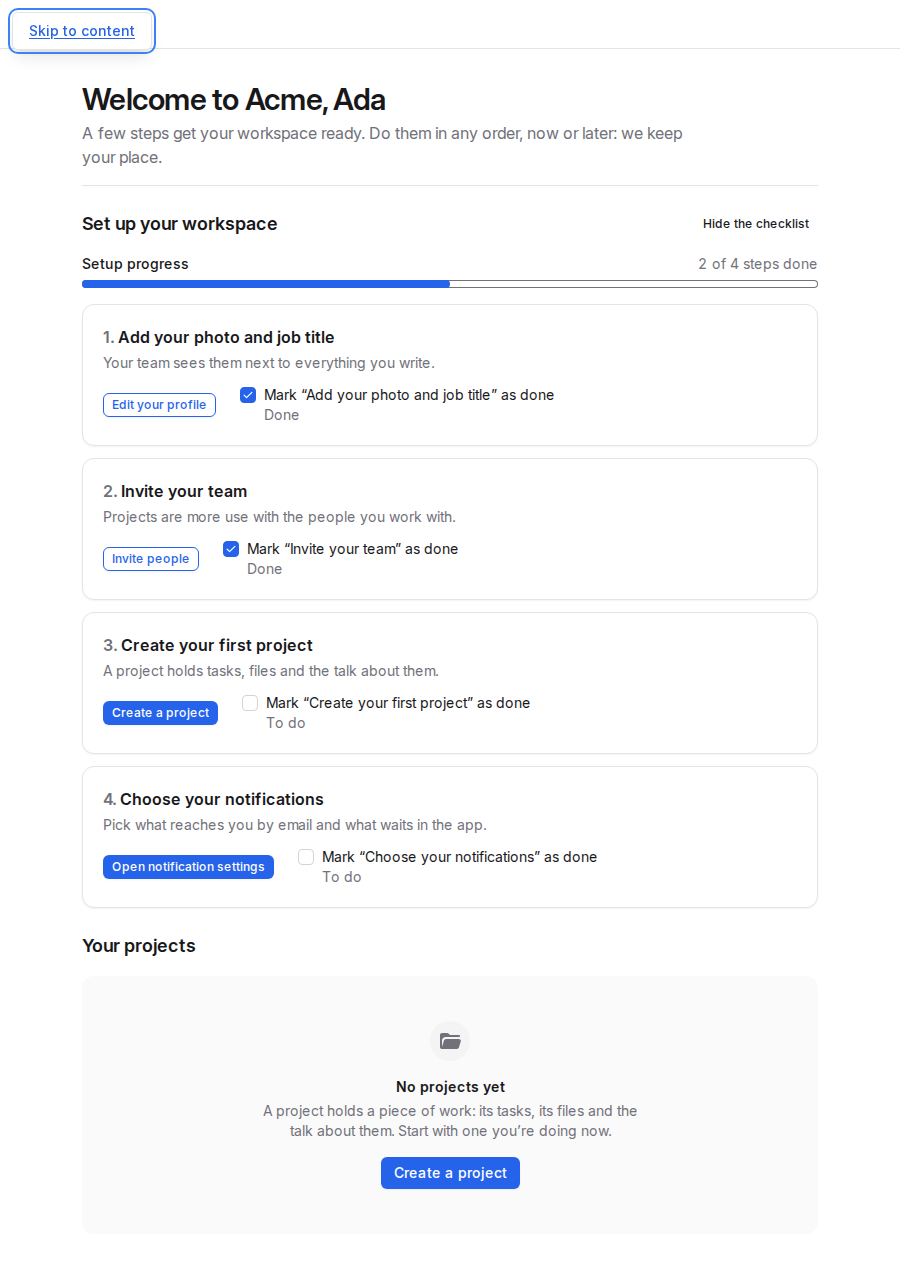 Skip to content
Welcome to Acme, Ada
A few steps get your workspace ready. Do them in any order, now or later: we keep
your place.
Set up your workspace
Hide the checklist
Setup progress
2 of 4 steps done
1. Add your photo and job title
Your team sees them next to everything you write.
Edit your profile
Mark “Add your photo and job title” as done
Done
2. Invite your team
Projects are more use with the people you work with.
Invite people
Mark “Invite your team” as done
Done
3. Create your first project
A project holds tasks, files and the talk about them.
Create a project
Mark “Create your first project” as done
To do
4. Choose your notifications
Pick what reaches you by email and what waits in the app.
Open notification settings
Mark “Choose your notifications” as done
To do
Your projects
No projects yet
A project holds a piece of work: its tasks, its files and the
talk about them. Start with one you’re doing now.
Create a project